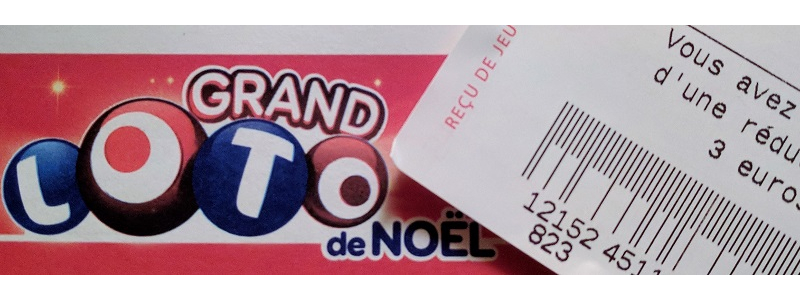 GRAND
LOTO
de NOËL
REÇU DE JEU
Vous avez
d'une rédu
3 euros
12152 4511
823